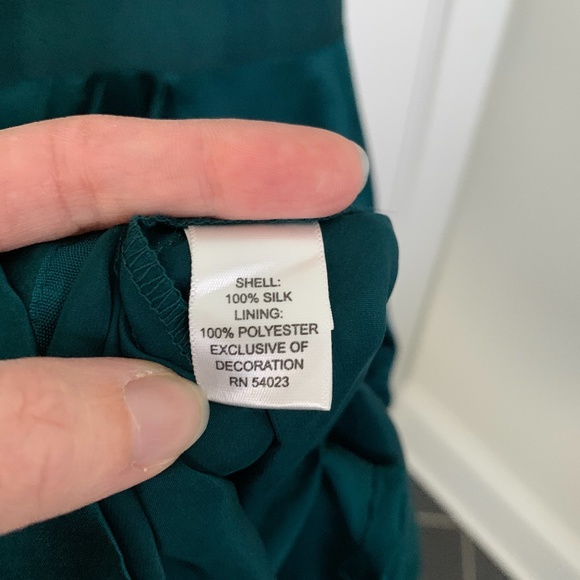 SHELL:
100% SILK
LINING:
100% POLYESTER
EXCLUSIVE OF
DECORATION
RN 54023